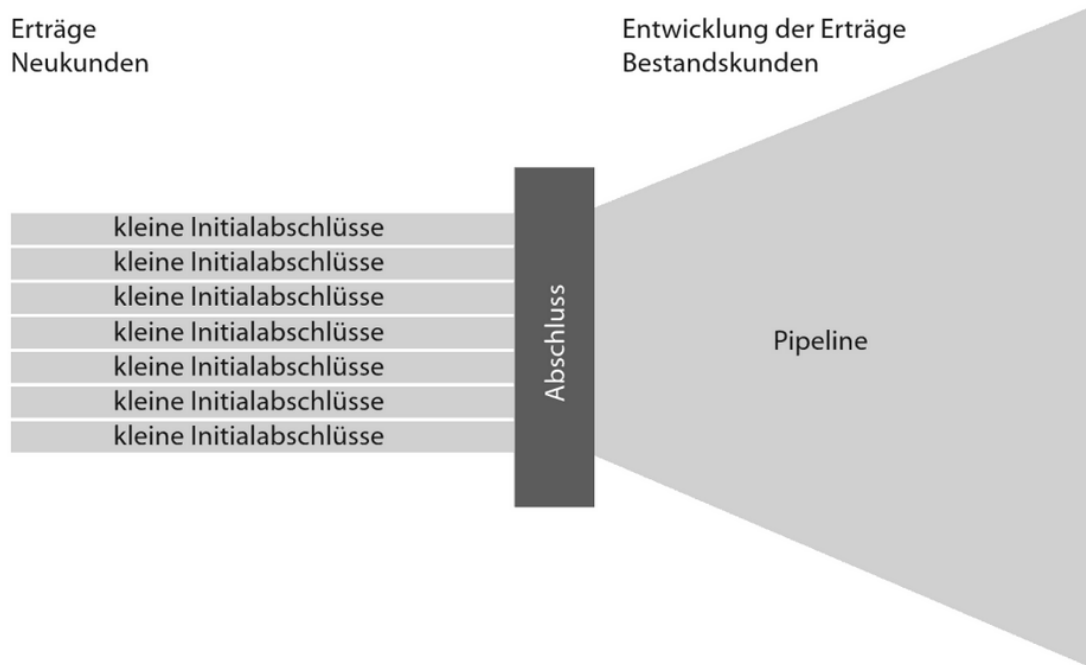 Erträge
Neukunden
Entwicklung der Erträge
Bestandskunden
kleine Initialabschlüsse
kleine Initialabschlüsse
kleine Initialabschlüsse
kleine Initialabschlüsse
kleine Initialabschlüsse
kleine Initialabschlüsse
kleine Initialabschlüsse
Abschluss
Pipeline